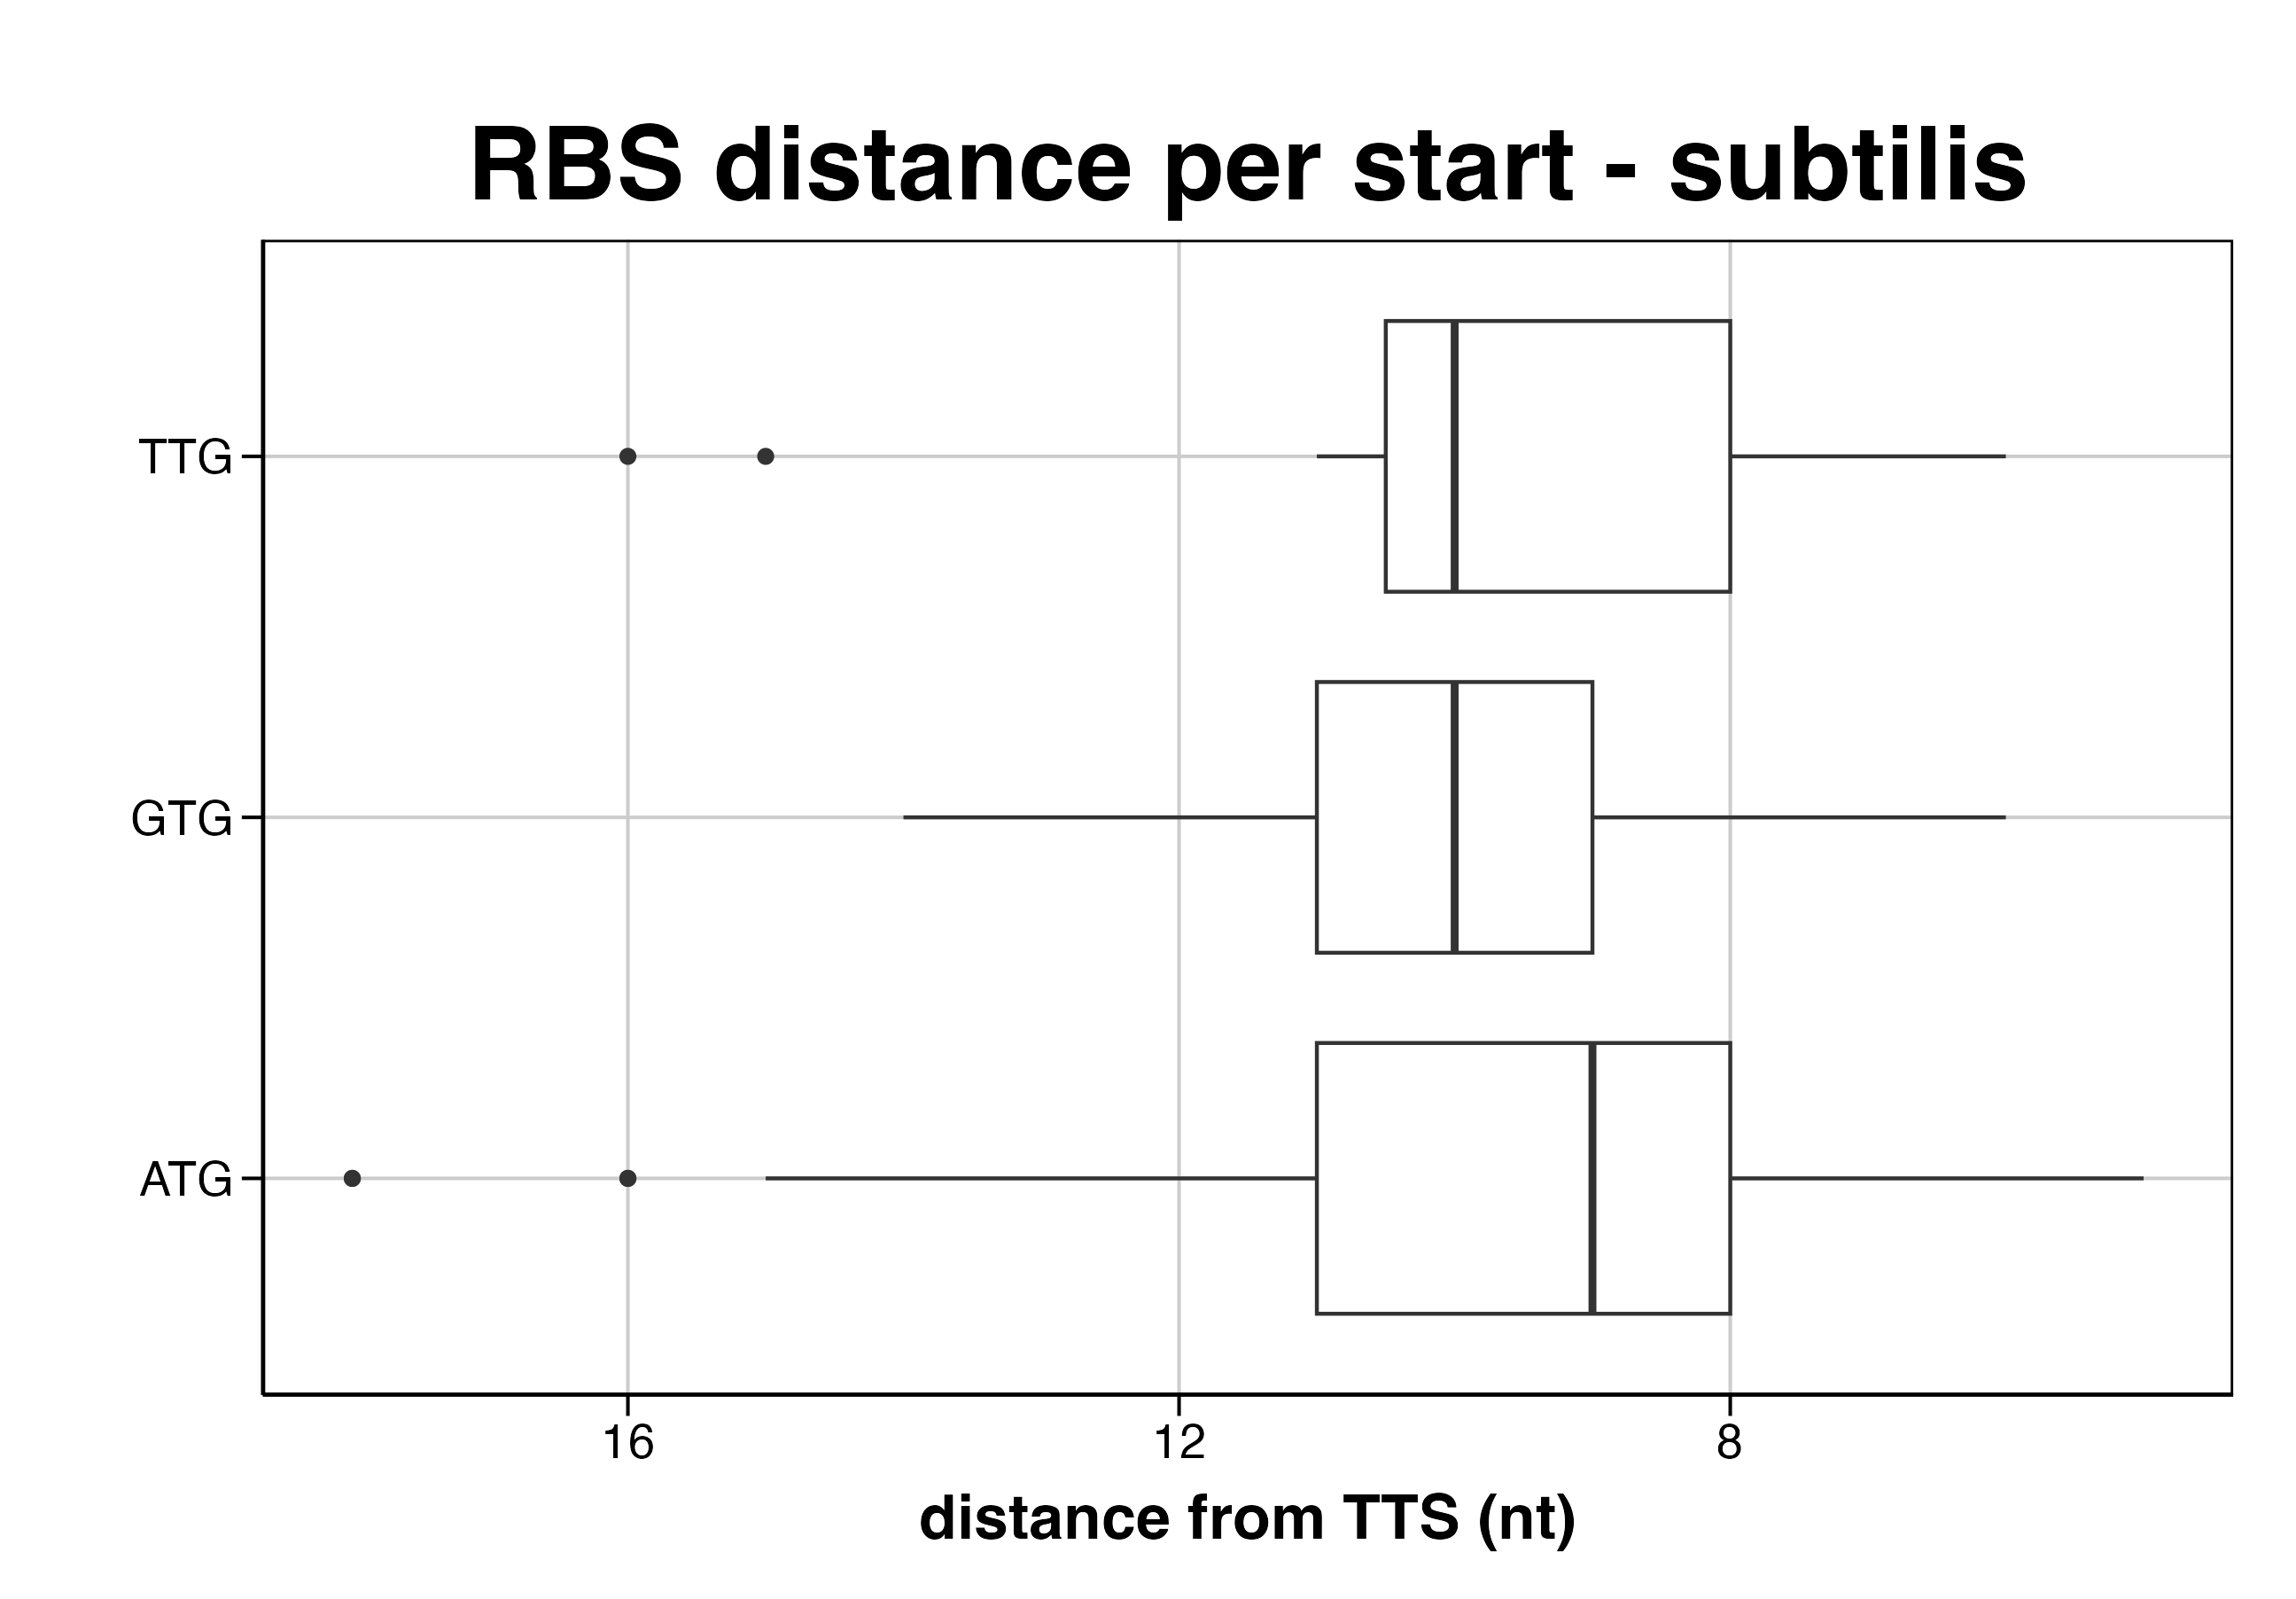 RBS distance per start - subtilis
TTG
GTG
ATG
16 12 8
distance from TTS (nt)